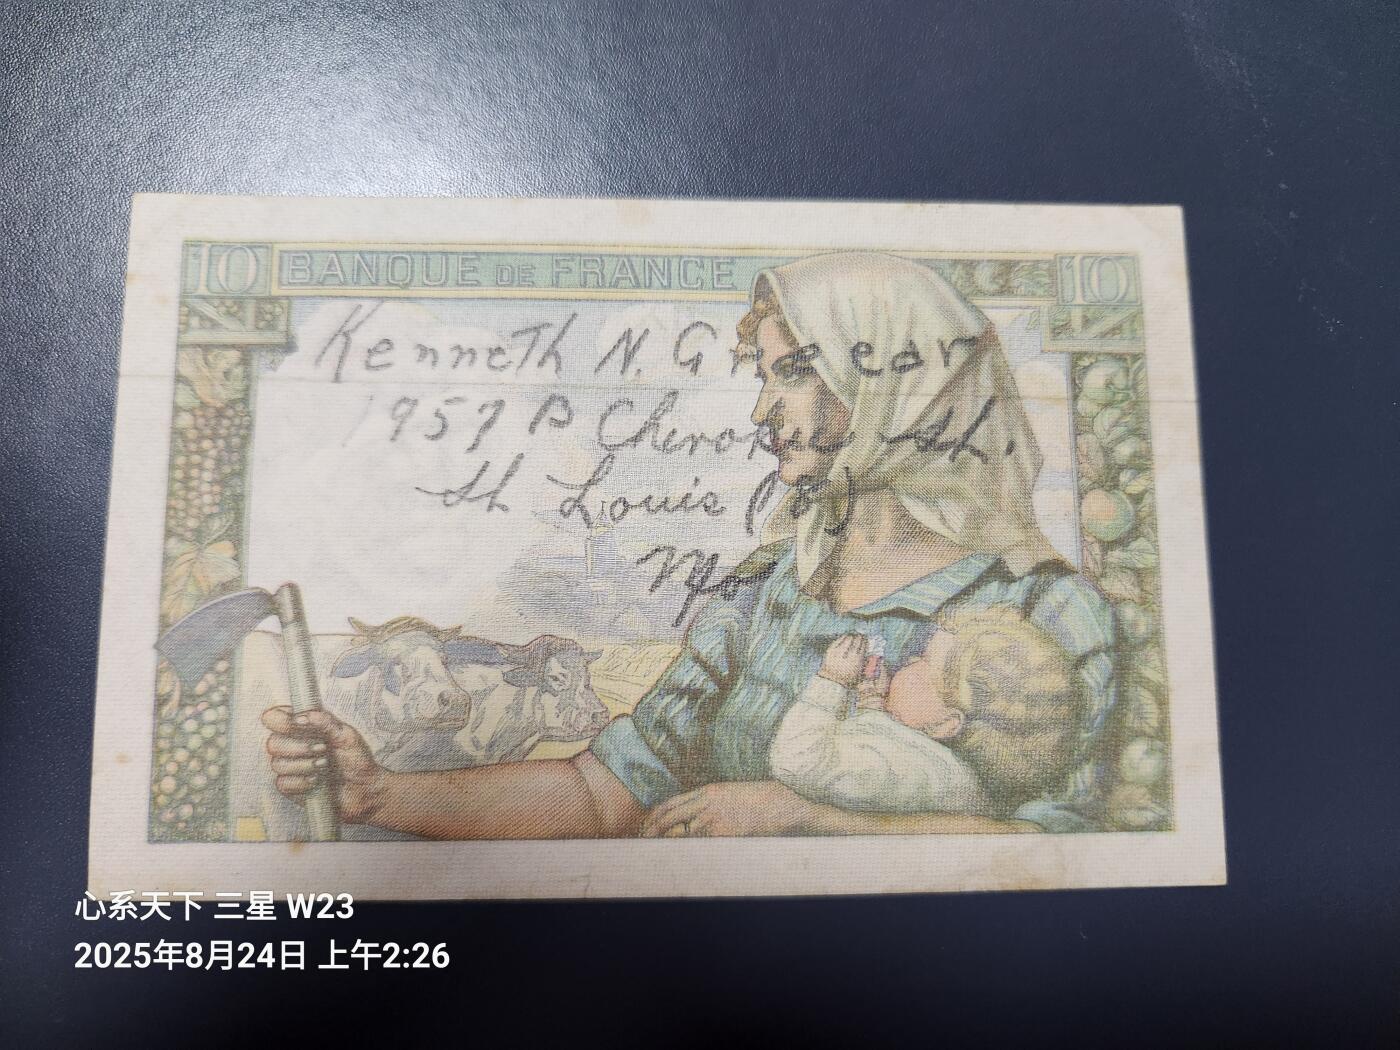 10 BANQUE DE FRANCE 10
Kenneth N.
1957 B Cherokee St.
St Louis (18)
Mo
心系天下 三星 W23
2025年8月24日 上午2:26